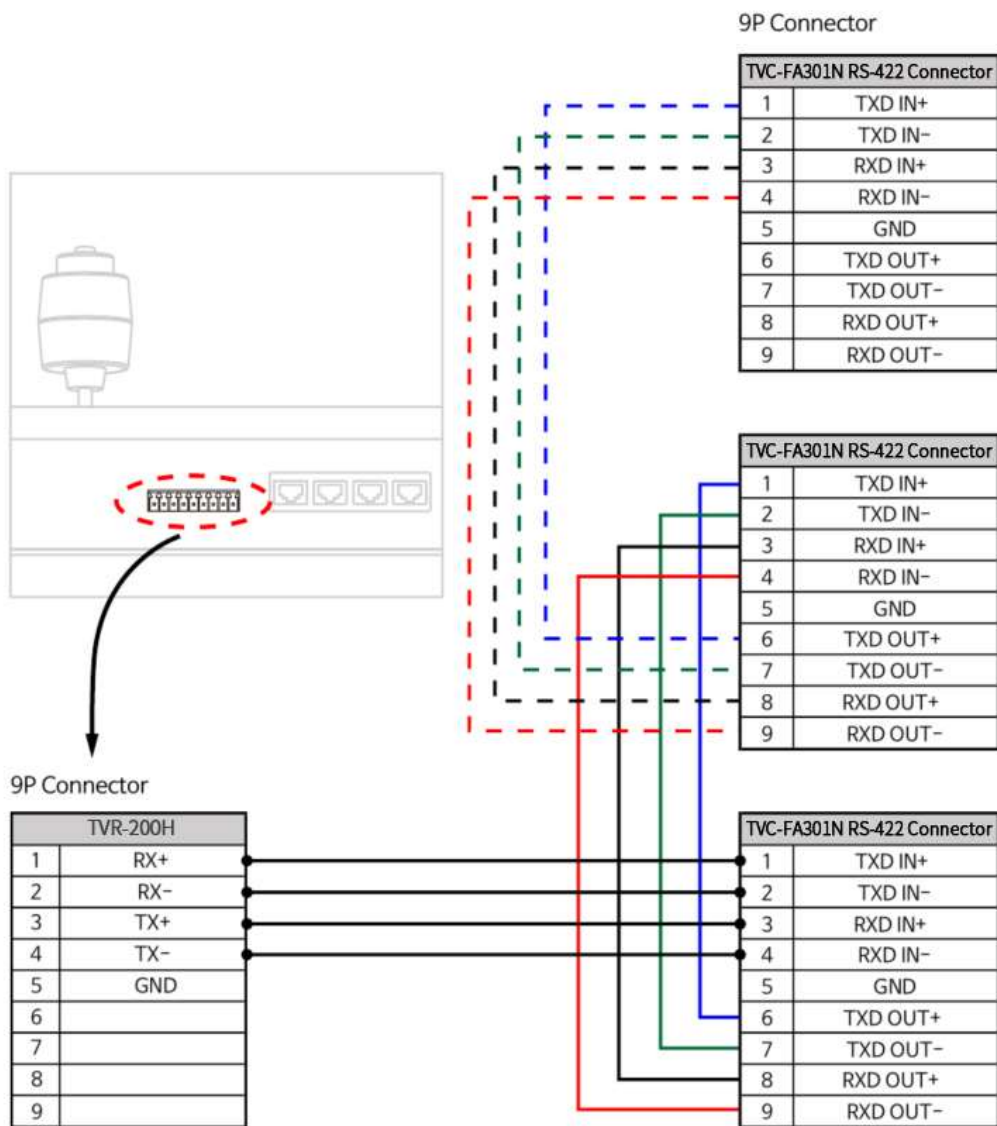 9P Connector
TVC-FA301N RS-422 Connector
1 TXD IN+
2 TXD IN-
3 RXD IN+
4 RXD IN-
5 GND
6 TXD OUT+
7 TXD OUT-
8 RXD OUT+
9 RXD OUT-
TVC-FA301N RS-422 Connector
1 TXD IN+
2 TXD IN-
3 RXD IN+
4 RXD IN-
5 GND
6 TXD OUT+
7 TXD OUT-
8 RXD OUT+
9 RXD OUT-
9P Connector
TVR-200H
1 RX+
2 RX-
3 TX+
4 TX-
5 GND
6
7
8
9
TVC-FA301N RS-422 Connector
1 TXD IN+
2 TXD IN-
3 RXD IN+
4 RXD IN-
5 GND
6 TXD OUT+
7 TXD OUT-
8 RXD OUT+
9 RXD OUT-